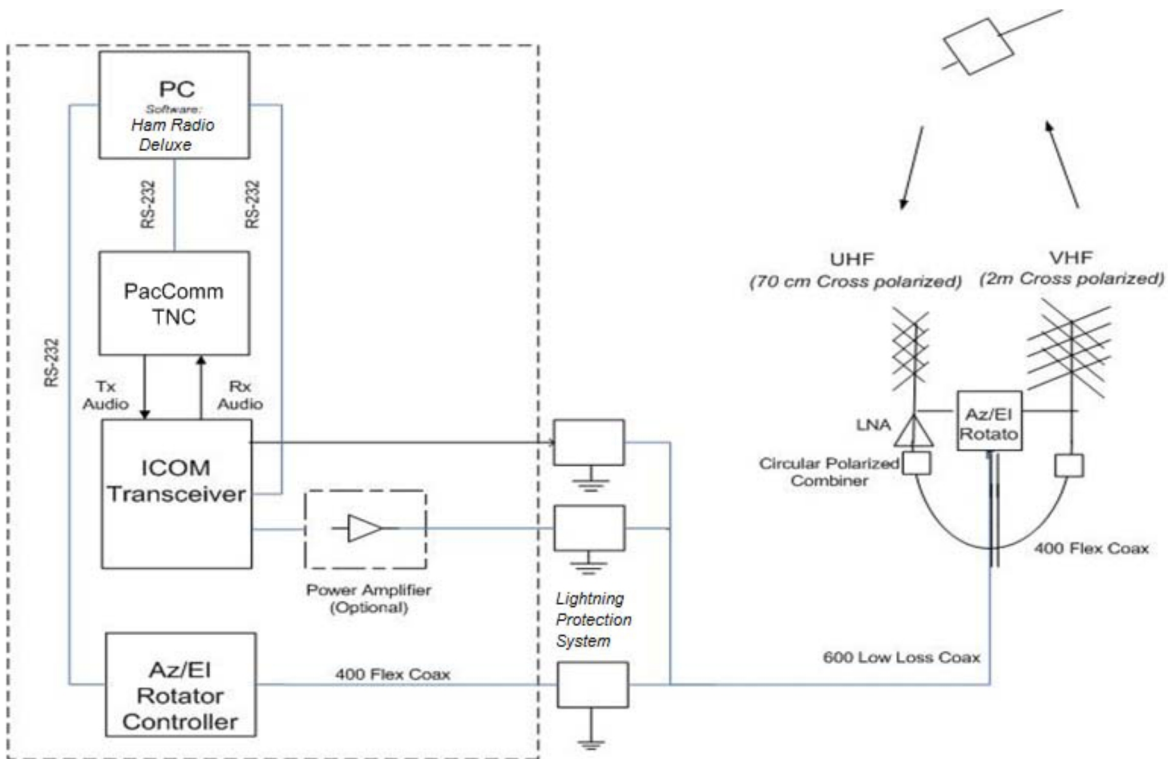 PC
Software:
Ham Radio
Deluxe
RS-232
RS-232
RS-232
PacComm
TNC
Tx
Audio
Rx
Audio
ICOM
Transceiver
Power Amplifier
(Optional)
Az/El
Rotator
Controller
400 Flex Coax
Lightning
Protection
System
600 Low Loss Coax
UHF
(70 cm Cross polarized)
VHF
(2m Cross polarized)
LNA
Az/El
Rotato
Circular Polarized
Combiner
400 Flex Coax